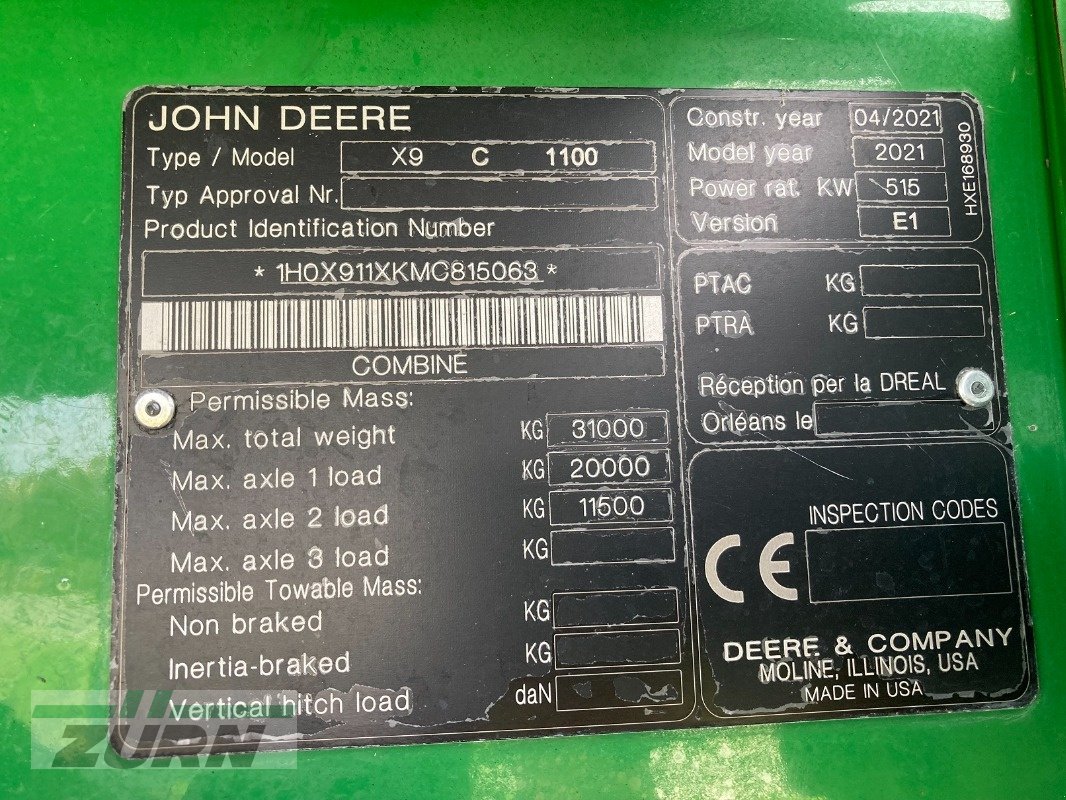 JOHN DEERE
Type / Model X9 C 1100
Typ Approval Nr.
Product Identification Number
* 1H0X911XKMC815063 *
COMBINE
Permissible Mass:
Max. total weight KG 31000
Max. axle 1 load KG 20000
Max. axle 2 load KG 11500
Max. axle 3 load KG
Permissible Towable Mass:
Non braked KG
Inertia-braked KG
Vertical hitch load daN
Constr. year 04/2021
Model year 2021
Power rat. KW 515
Version E1
HXE168930
PTAC KG
PTRA KG
Réception per la DREAL
Orléans le
INSPECTION CODES
CE
DEERE & COMPANY
MOLINE, ILLINOIS, USA
MADE IN USA
ZÜRN